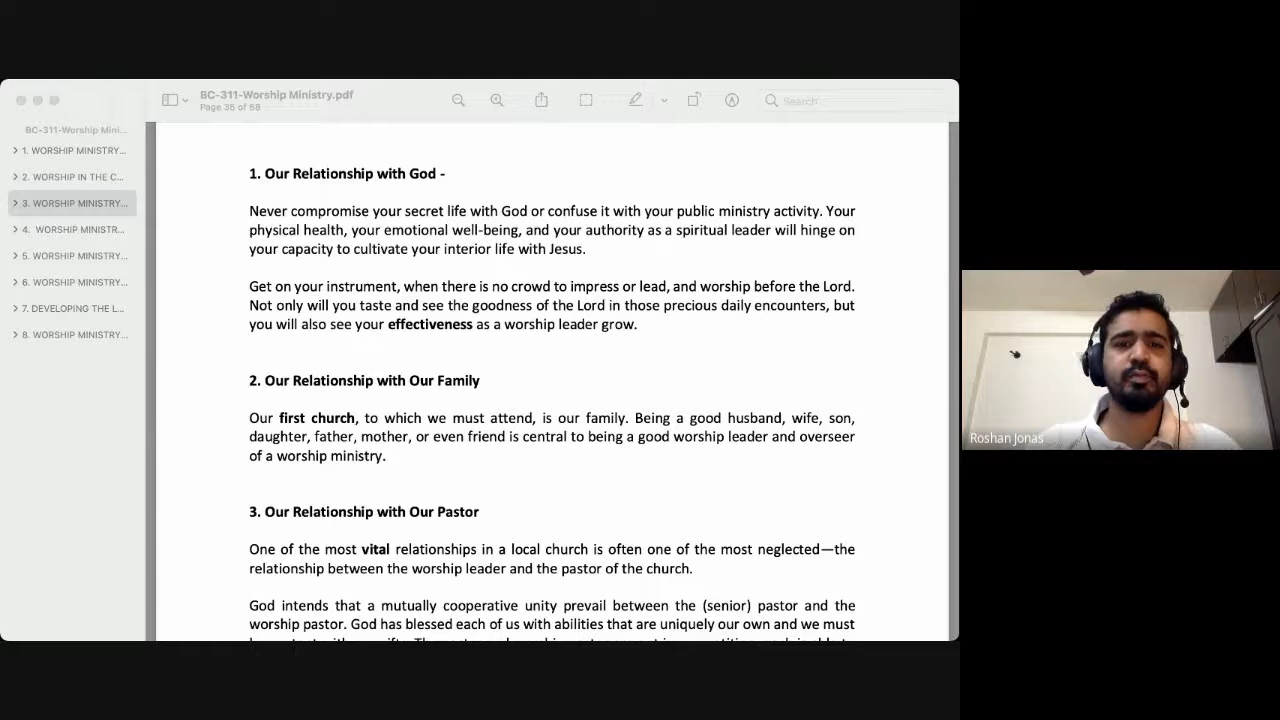 BC-311-Worship Ministry.pdf
Page 35 of 68
Search
BC-311-Worship Mini...
1. WORSHIP MINISTRY...
2. WORSHIP IN THE C...
3. WORSHIP MINISTRY...
4. WORSHIP MINISTR...
5. WORSHIP MINISTRY...
6. WORSHIP MINISTRY...
7. DEVELOPING THE L...
8. WORSHIP MINISTRY...
1. Our Relationship with God -
Never compromise your secret life with God or confuse it with your public ministry activity. Your
physical health, your emotional well-being, and your authority as a spiritual leader will hinge on
your capacity to cultivate your interior life with Jesus.
Get on your instrument, when there is no crowd to impress or lead, and worship before the Lord.
Not only will you taste and see the goodness of the Lord in those precious daily encounters, but
you will also see your effectiveness as a worship leader grow.
2. Our Relationship with Our Family
Our first church, to which we must attend, is our family. Being a good husband, wife, son,
daughter, father, mother, or even friend is central to being a good worship leader and overseer
of a worship ministry.
3. Our Relationship with Our Pastor
One of the most vital relationships in a local church is often one of the most neglected—the
relationship between the worship leader and the pastor of the church.
God intends that a mutually cooperative unity prevail between the (senior) pastor and the
worship pastor. God has blessed each of us with abilities that are uniquely our own and we must
Roshan Jonas